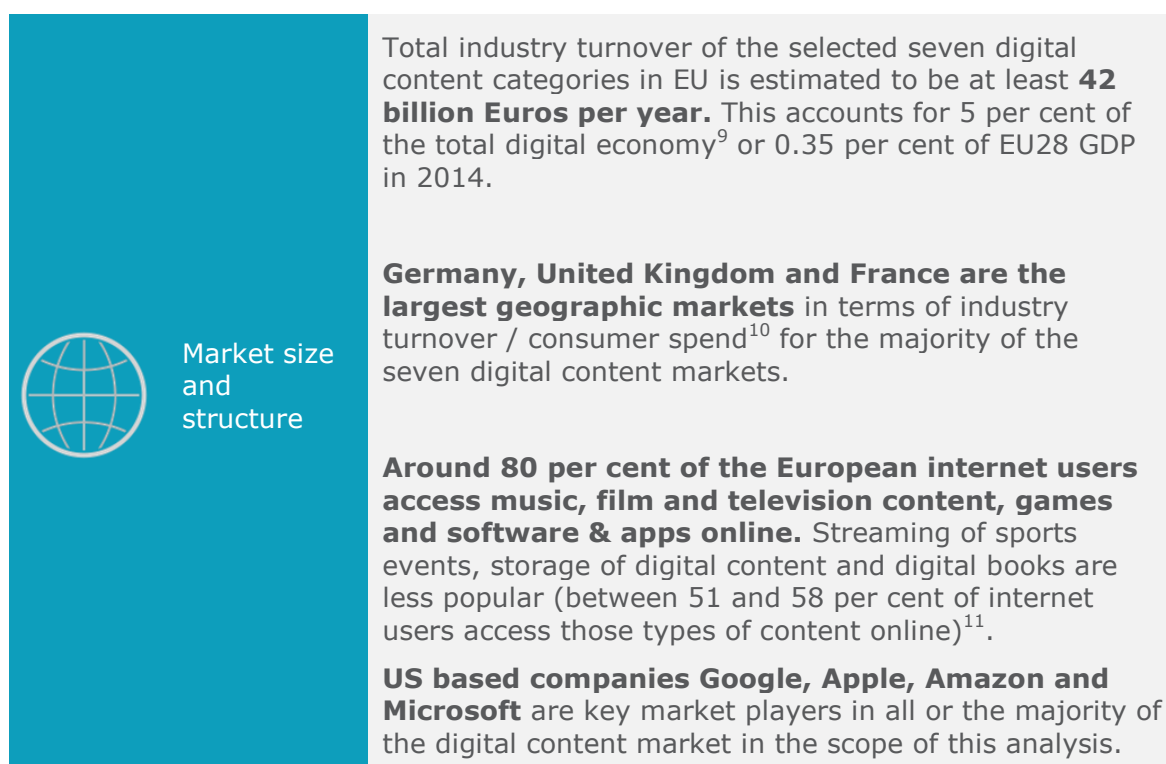 Market size
and
structure
Total industry turnover of the selected seven digital
content categories in EU is estimated to be at least 42
billion Euros per year. This accounts for 5 per cent of
the total digital economy9 or 0.35 per cent of EU28 GDP
in 2014.
Germany, United Kingdom and France are the
largest geographic markets in terms of industry
turnover / consumer spend10 for the majority of the
seven digital content markets.
Around 80 per cent of the European internet users
access music, film and television content, games
and software & apps online. Streaming of sports
events, storage of digital content and digital books are
less popular (between 51 and 58 per cent of internet
users access those types of content online)11.
US based companies Google, Apple, Amazon and
Microsoft are key market players in all or the majority of
the digital content market in the scope of this analysis.